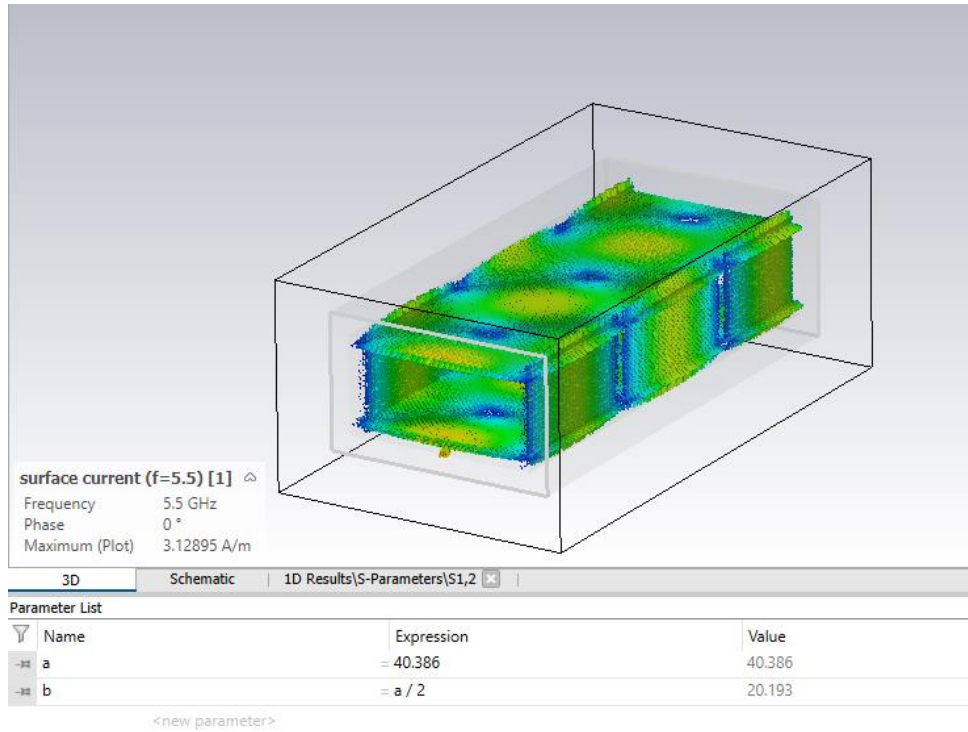 surface current (f=5.5) [1]
Frequency 5.5 GHz
Phase 0 °
Maximum (Plot) 3.12895 A/m
3D Schematic 1D Results\S-Parameters\S1,2
Parameter List
Name Expression Value
a = 40.386 40.386
b = a / 2 20.193
<new parameter>